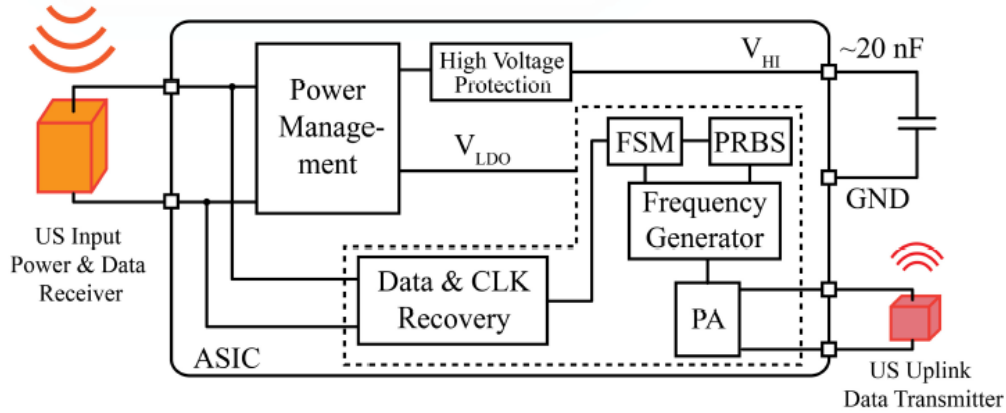 High Voltage
Protection
V_HI
~20 nF
Power
Manage-
ment
V_LDO
FSM
PRBS
GND
Frequency
Generator
US Input
Power & Data
Receiver
Data & CLK
Recovery
PA
ASIC
US Uplink
Data Transmitter